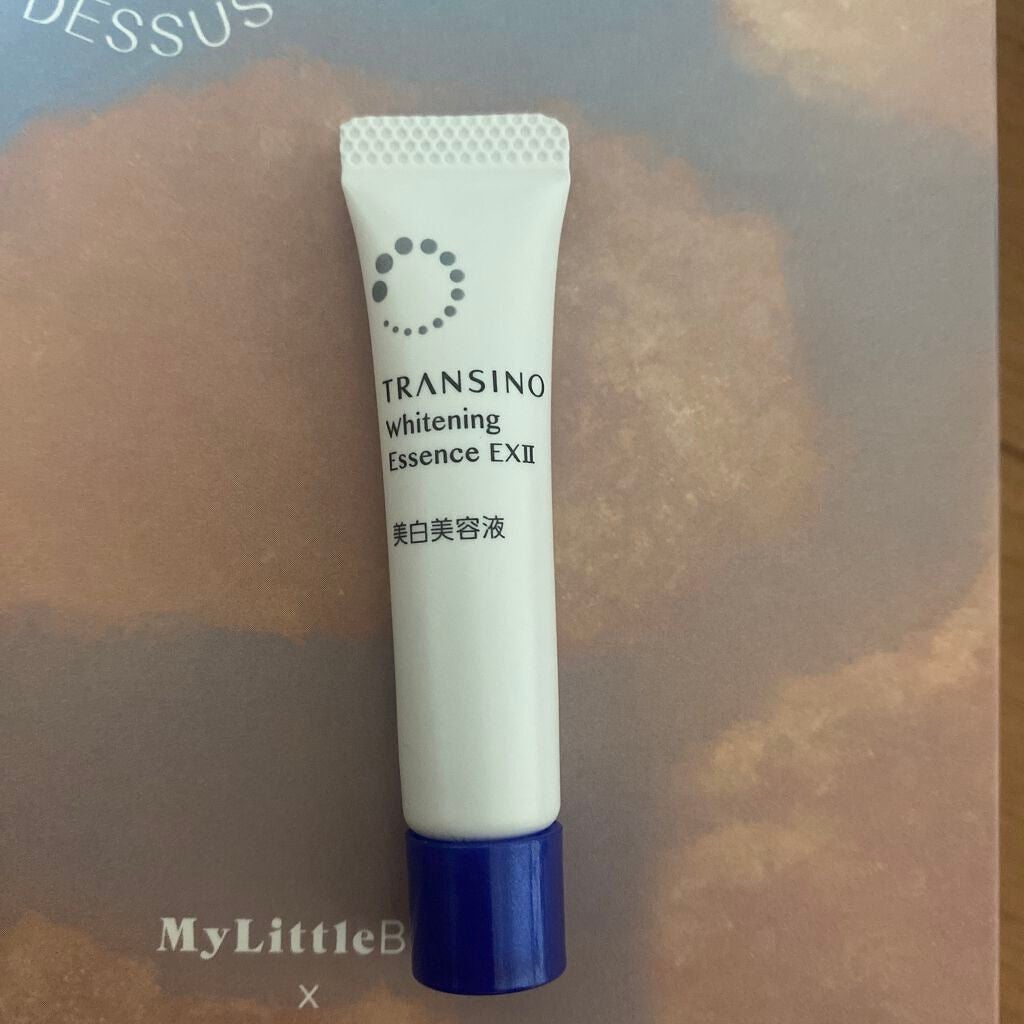 DESSUS
TRANSINO
Whitening
Essence EXⅡ
美白美容液
MyLittleB
x